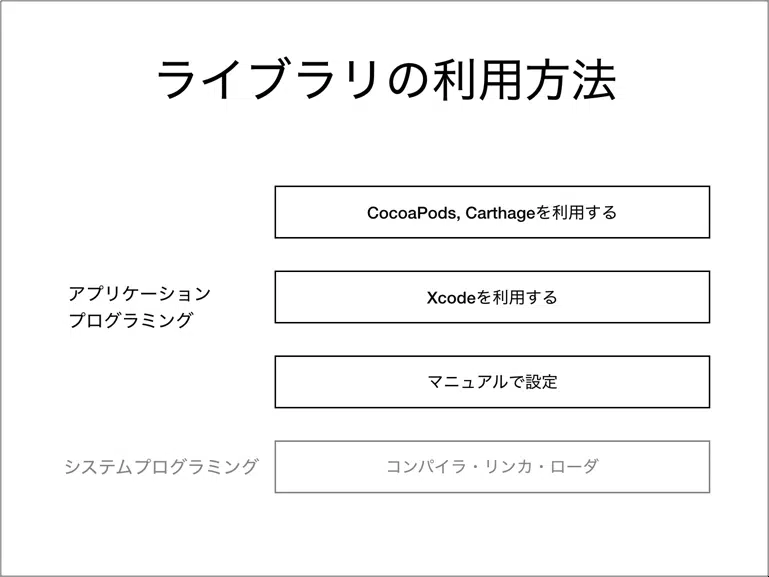 ライブラリの利用方法
CocoaPods, Carthageを利用する
アプリケーション
プログラミング
Xcodeを利用する
マニュアルで設定
システムプログラミング
コンパイラ・リンカ・ローダ